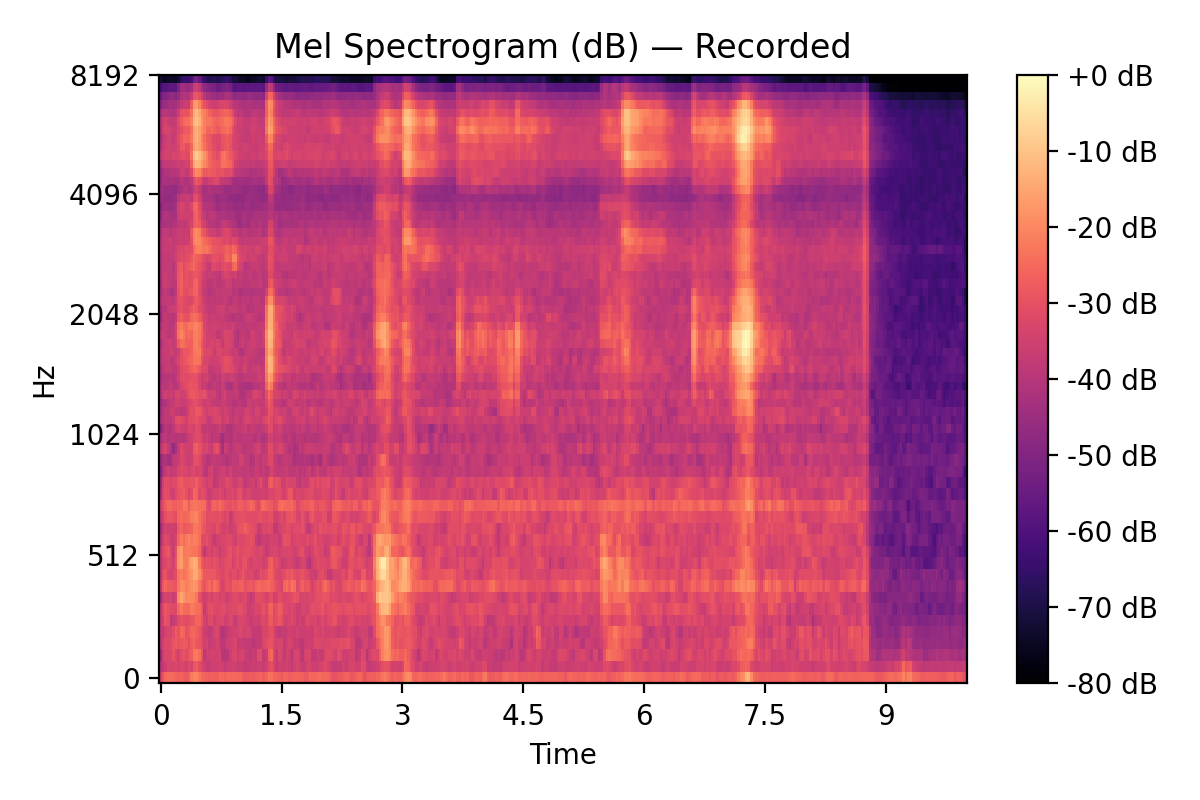 Mel Spectrogram (dB) — Recorded
8192
4096
2048
1024
512
0
Hz
0
1.5
3
4.5
6
7.5
9
Time
+0 dB
-10 dB
-20 dB
-30 dB
-40 dB
-50 dB
-60 dB
-70 dB
-80 dB